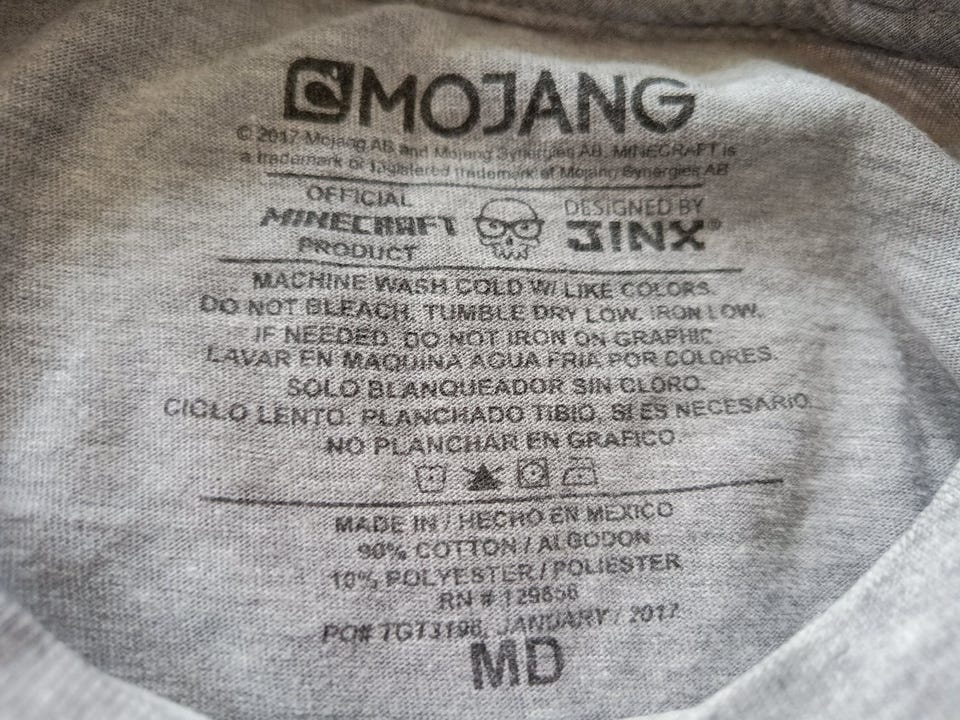 MOJANG
© 2017 Mojang AB and Mojang Synergies AB. MINECRAFT is
a trademark or registered trademark of Mojang Synergies AB
OFFICIAL
MINECRAFT
PRODUCT
DESIGNED BY
JINX®
MACHINE WASH COLD W/ LIKE COLORS.
DO NOT BLEACH. TUMBLE DRY LOW. IRON LOW.
IF NEEDED. DO NOT IRON ON GRAPHIC.
LAVAR EN MAQUINA AGUA FRIA POR COLORES.
SOLO BLANQUEADOR SIN CLORO.
CICLO LENTO. PLANCHADO TIBIO. SI ES NECESARIO.
NO PLANCHAR EN GRAFICO.
MADE IN / HECHO EN MEXICO
90% COTTON / ALGODON
10% POLYESTER / POLIESTER
RN # 129856
PO# TG13196, JANUARY / 2017
MD